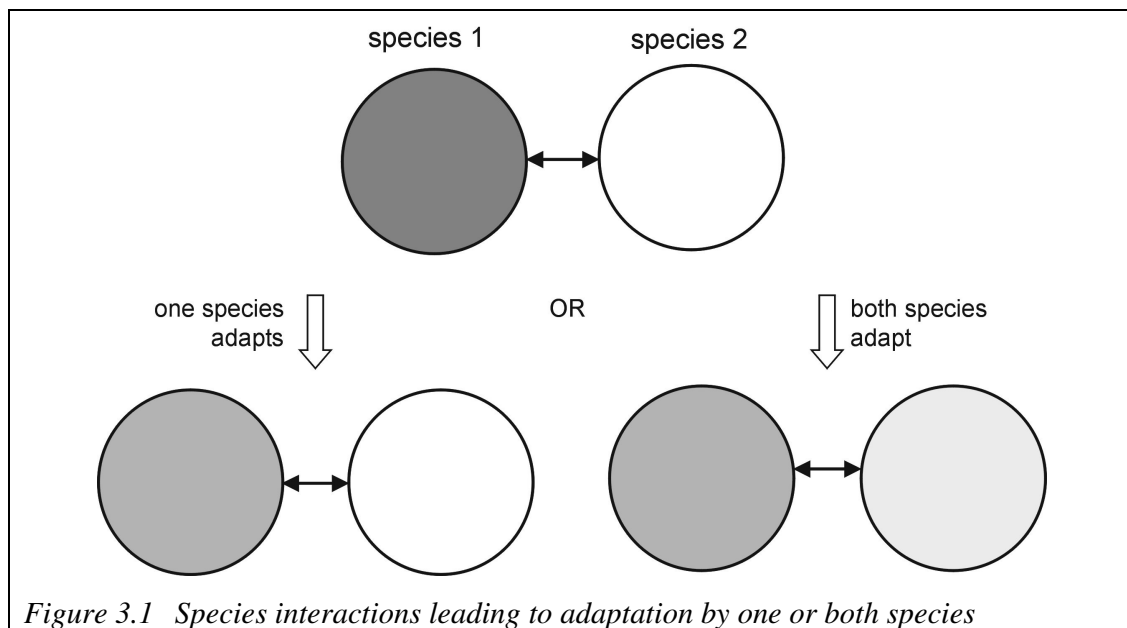 species 1
species 2
one species
adapts
OR
both species
adapt
Figure 3.1 Species interactions leading to adaptation by one or both species